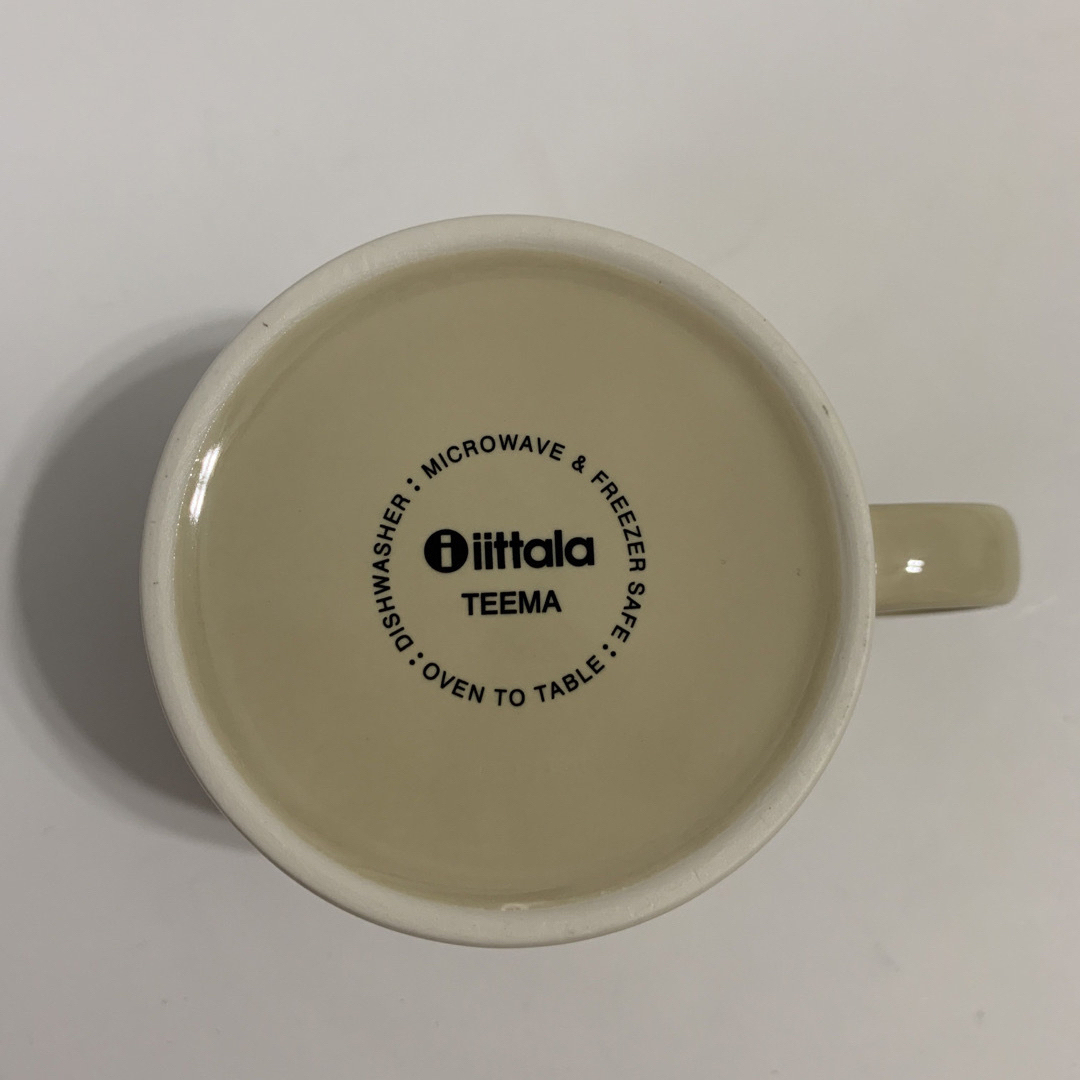 DISHWASHER : MICROWAVE & FREEZER SAFE : OVEN TO TABLE :
i iittala
TEEMA